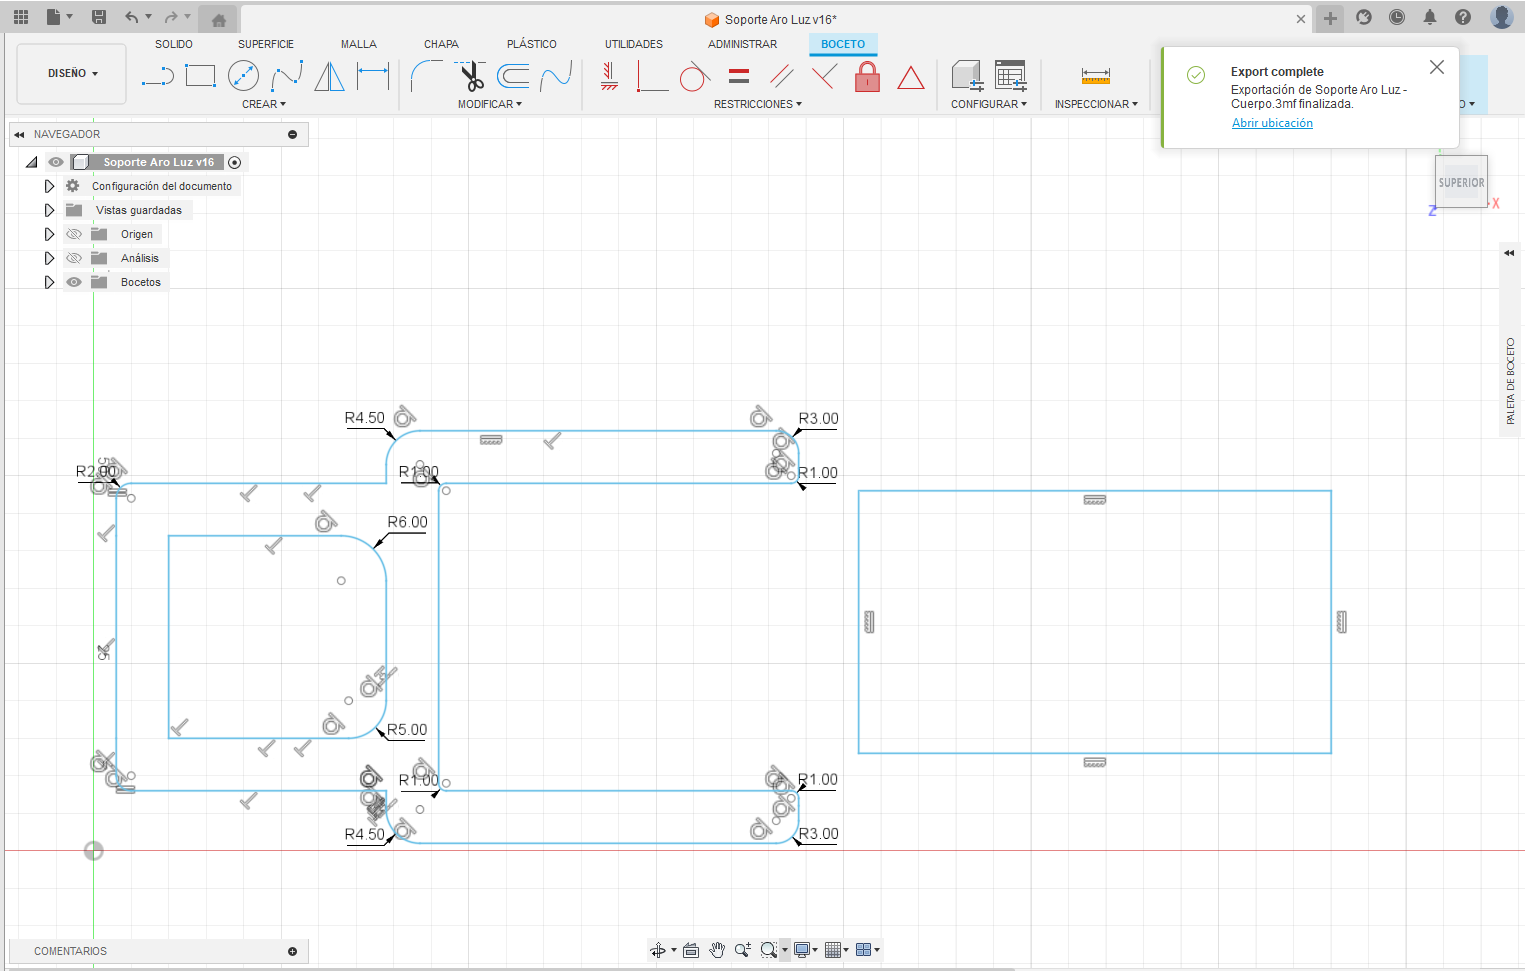 Soporte Aro Luz v16*
SÓLIDO
SUPERFICIE
MALLA
CHAPA
PLÁSTICO
UTILIDADES
ADMINISTRAR
BOCETO
DISEÑO
CREAR
MODIFICAR
RESTRICCIONES
CONFIGURAR
INSPECCIONAR
O
Export complete
Exportación de Soporte Aro Luz -
Cuerpo.3mf finalizada.
Abrir ubicación
NAVEGADOR
Soporte Aro Luz v16
Configuración del documento
Vistas guardadas
Origen
Análisis
Bocetos
SUPERIOR
Z
X
PALETA DE BOCETO
R4.50
R3.00
R2.00
R1.00
R1.00
R6.00
R5.00
R1.00
R1.00
R4.50
R3.00
COMENTARIOS